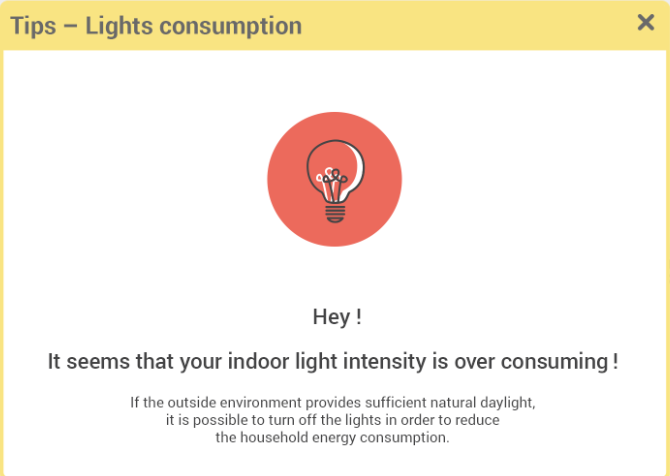 Tips – Lights consumption
Hey !
It seems that your indoor light intensity is over consuming !
If the outside environment provides sufficient natural daylight,
it is possible to turn off the lights in order to reduce
the household energy consumption.